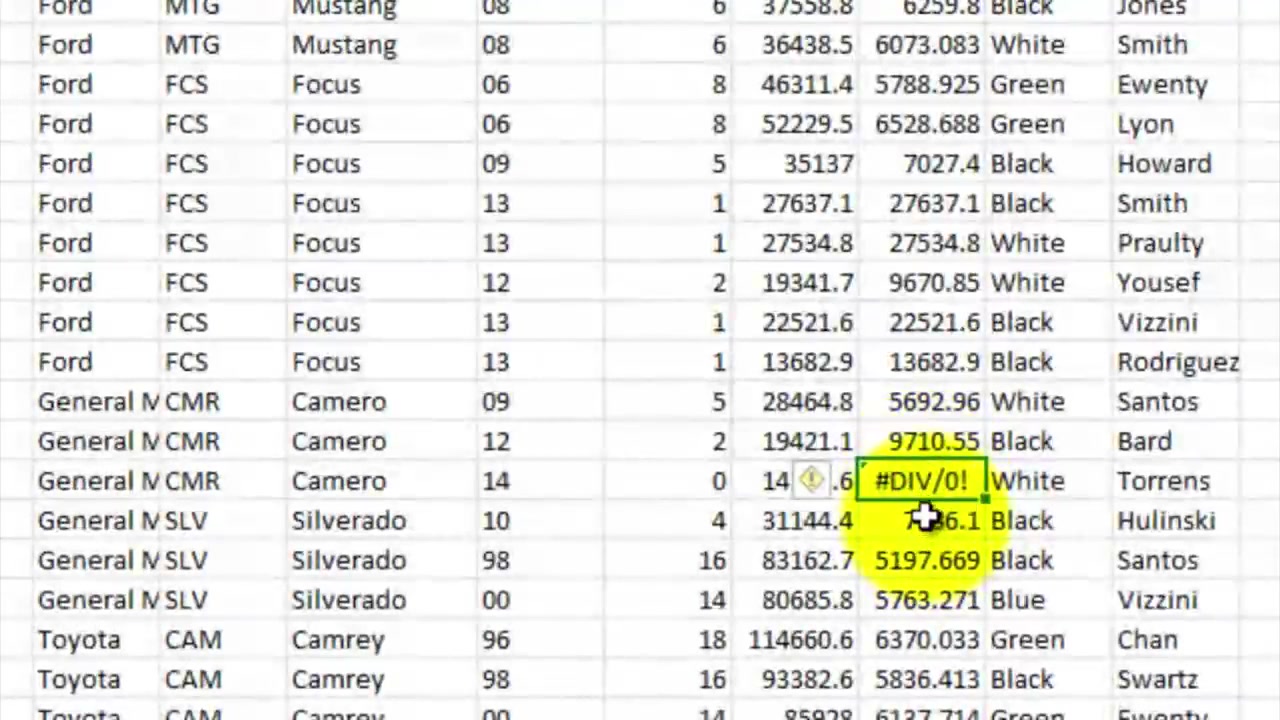 Ford MTG Mustang 08 6 37558.8 6259.8 Black Jones
Ford MTG Mustang 08 6 36438.5 6073.083 White Smith
Ford FCS Focus 06 8 46311.4 5788.925 Green Ewenty
Ford FCS Focus 06 8 52229.5 6528.688 Green Lyon
Ford FCS Focus 09 5 35137 7027.4 Black Howard
Ford FCS Focus 13 1 27637.1 27637.1 Black Smith
Ford FCS Focus 13 1 27534.8 27534.8 White Praulty
Ford FCS Focus 12 2 19341.7 9670.85 White Yousef
Ford FCS Focus 13 1 22521.6 22521.6 Black Vizzini
Ford FCS Focus 13 1 13682.9 13682.9 Black Rodriguez
General M CMR Camero 09 5 28464.8 5692.96 White Santos
General M CMR Camero 12 2 19421.1 9710.55 Black Bard
General M CMR Camero 14 0 #DIV/0! White Torrens
General M SLV Silverado 10 4 31144.4 Black Hulinski
General M SLV Silverado 98 16 83162.7 5197.669 Black Santos
General M SLV Silverado 00 14 80685.8 5763.271 Blue Vizzini
Toyota CAM Camrey 96 18 114660.6 6370.033 Green Chan
Toyota CAM Camrey 98 16 93382.6 5836.413 Black Swartz
Toyota CAM Camrey 00 14 85928 6137.714 Green Ewenty